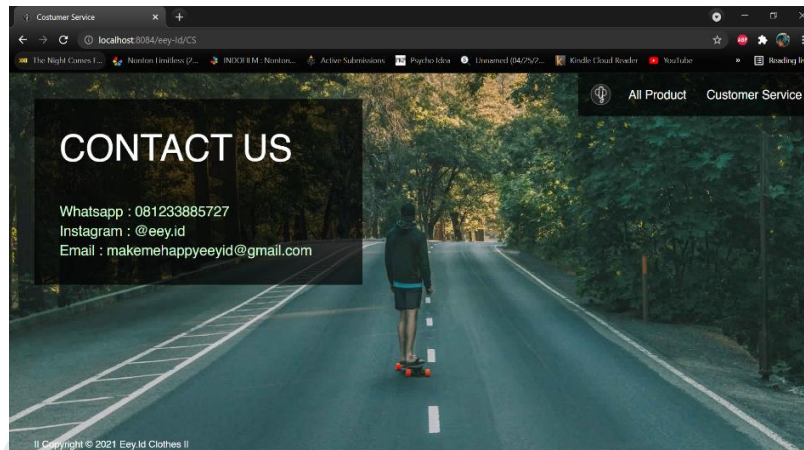 Costumer Service
localhost:8084/eey-Id/CS
The Night Comes F... Nonton Limitless (2... INDOFILM : Nonton... Active Submissions Psycho Idea Unnamed (04/25/2... Kindle Cloud Reader YouTube » Reading lis
All Product Customer Service
CONTACT US
Whatsapp : 081233885727
Instagram : @eey.id
Email : makemehappyeeyid@gmail.com
II Copyright © 2021 Eey.Id Clothes II